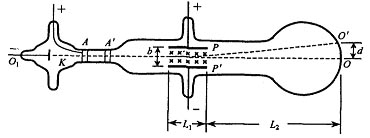 + +
− K A A' b P O'
O₁ P' O d
−
L₁ L₂